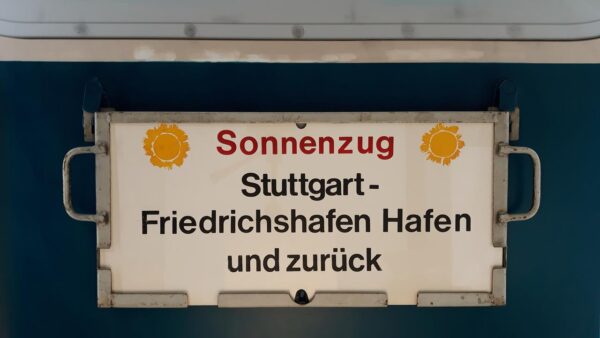 Sonnenzug
Stuttgart-
Friedrichshafen Hafen
und zurück